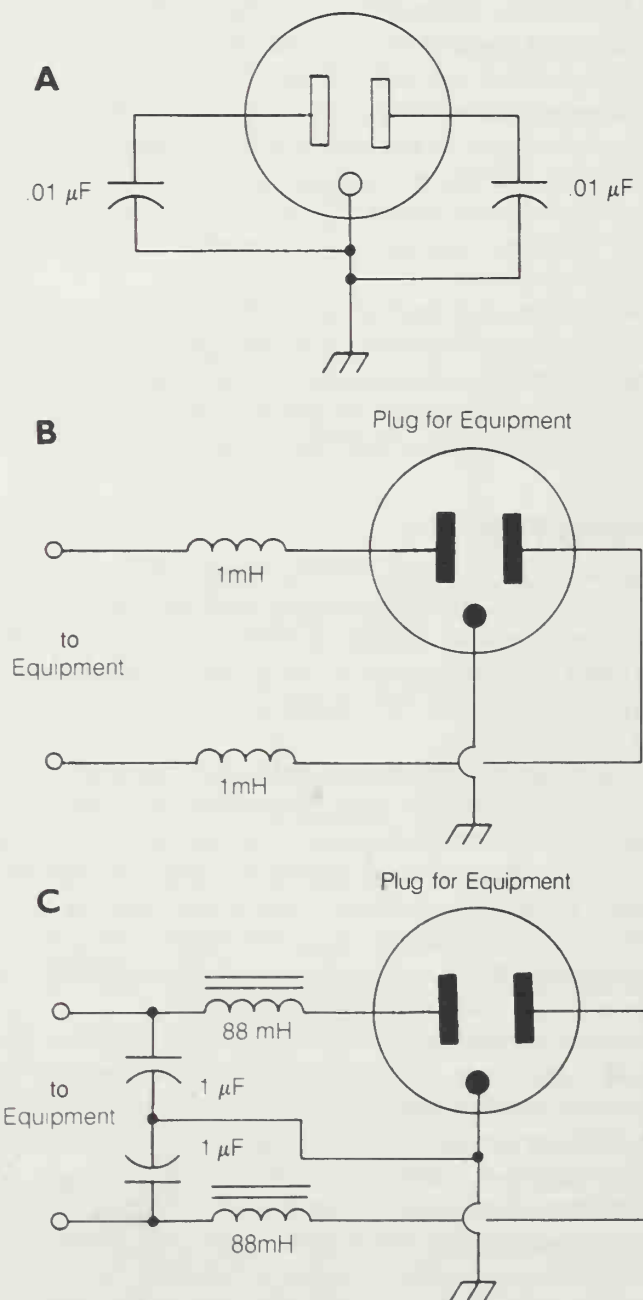 A
.01 µF
.01 µF
B
Plug for Equipment
1mH
to
Equipment
1mH
C
Plug for Equipment
88 mH
1 µF
to
Equipment
1 µF
88mH